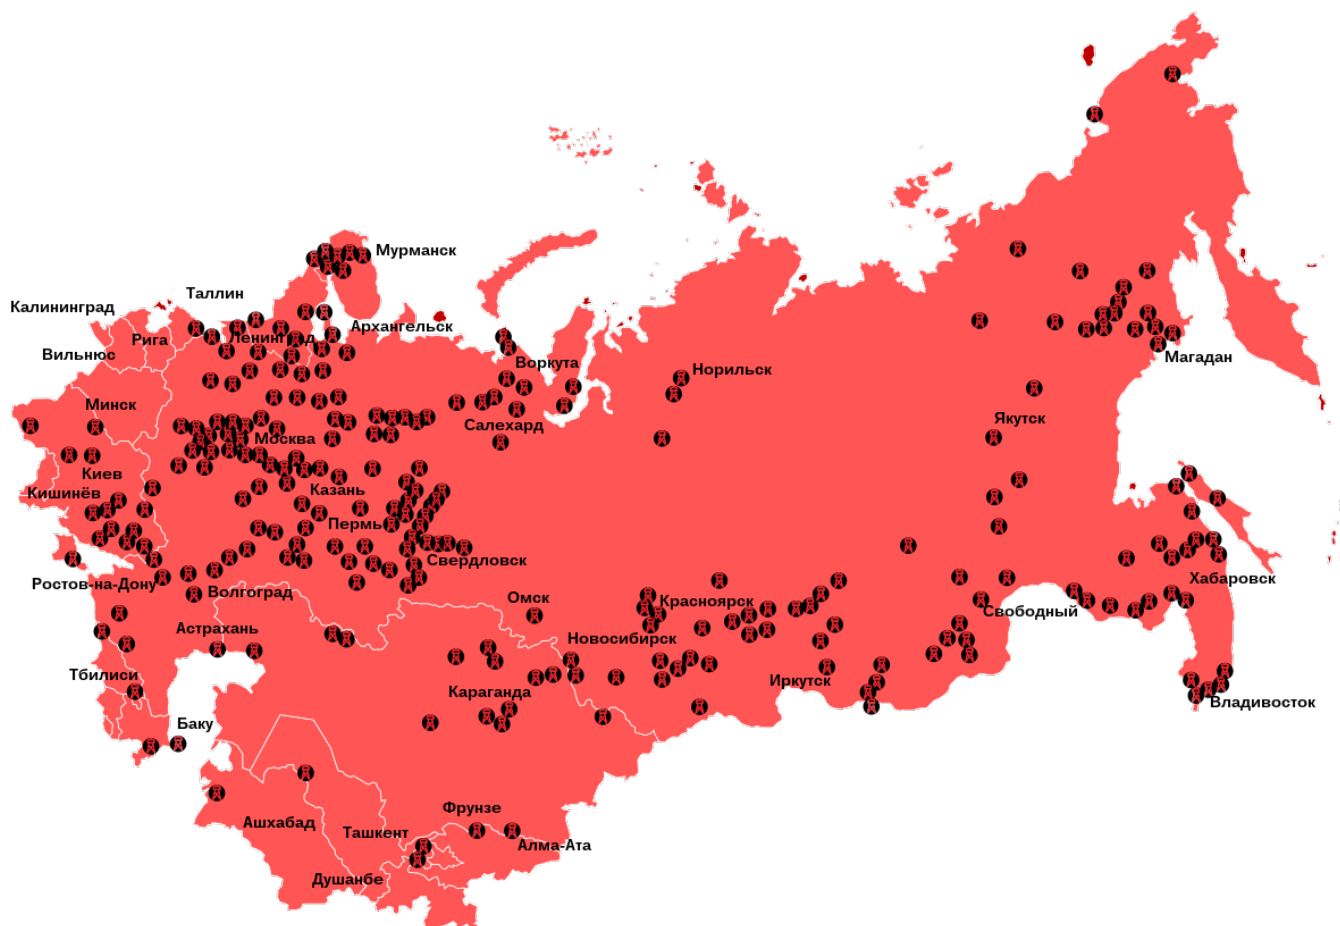 Мурманск
Таллин
Калининград
Архангельск
Ленинград
Рига
Вильнюс
Воркута
Норильск
Магадан
Минск
Салехард
Якутск
Москва
Киев
Казань
Кишинёв
Пермь
Свердловск
Хабаровск
Ростов-на-Дону
Волгоград
Омск
Красноярск
Свободный
Астрахань
Новосибирск
Тбилиси
Иркутск
Караганда
Владивосток
Баку
Фрунзе
Ашхабад
Ташкент
Алма-Ата
Душанбе